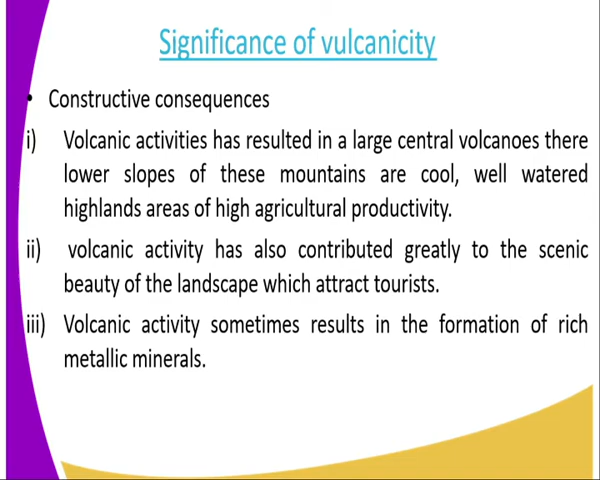 Significance of vulcanicity
• Constructive consequences
i) Volcanic activities has resulted in a large central volcanoes there
lower slopes of these mountains are cool, well watered
highlands areas of high agricultural productivity.
ii) volcanic activity has also contributed greatly to the scenic
beauty of the landscape which attract tourists.
iii) Volcanic activity sometimes results in the formation of rich
metallic minerals.